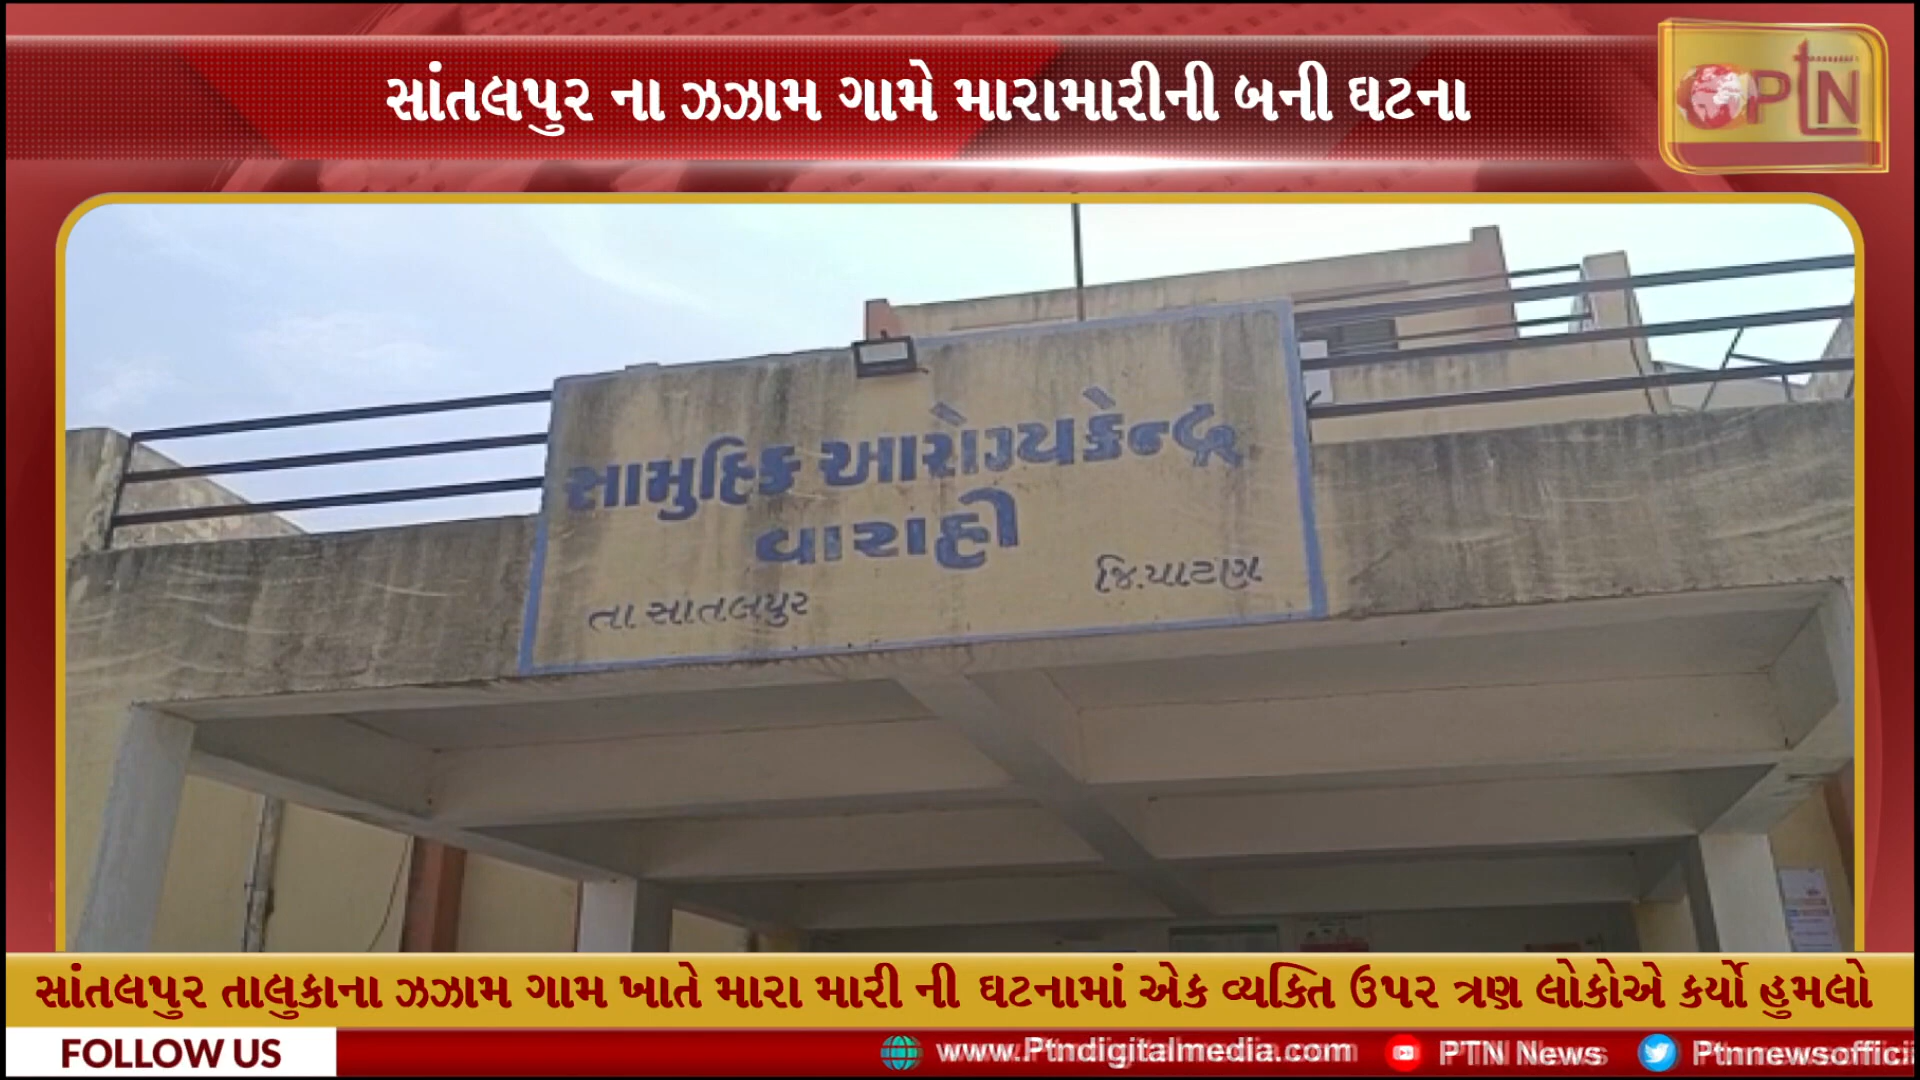 સાંતલપુર ના ઝઝામ ગામે મારામારીની બની ઘટના
PTN
સામુહિક આરોગ્યકેન્દ્ર
વારાહી
તા સાતલપુર
જિ.પાટણ
સાંતલપુર તાલુકાના ઝઝામ ગામ ખાતે મારા મારી ની ઘટનામાં એક વ્યક્તિ ઉપર ત્રણ લોકોએ કર્યો હુમલો
FOLLOW US
www.Ptndigitalmedia.com
PTN News
Ptnnewsoffici